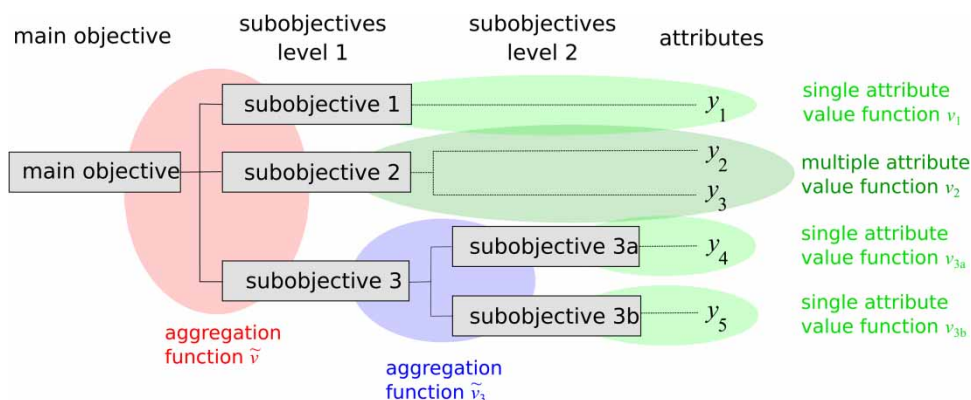 main objective
subobjectives
level 1
subobjectives
level 2
attributes
subobjective 1
y₁
single attribute
value function v₁
main objective
subobjective 2
y₂
y₃
multiple attribute
value function v₂
subobjective 3
subobjective 3a
y₄
single attribute
value function v₃ₐ
subobjective 3b
y₅
single attribute
value function v_3b
aggregation
function ṽ
aggregation
function ṽ₃